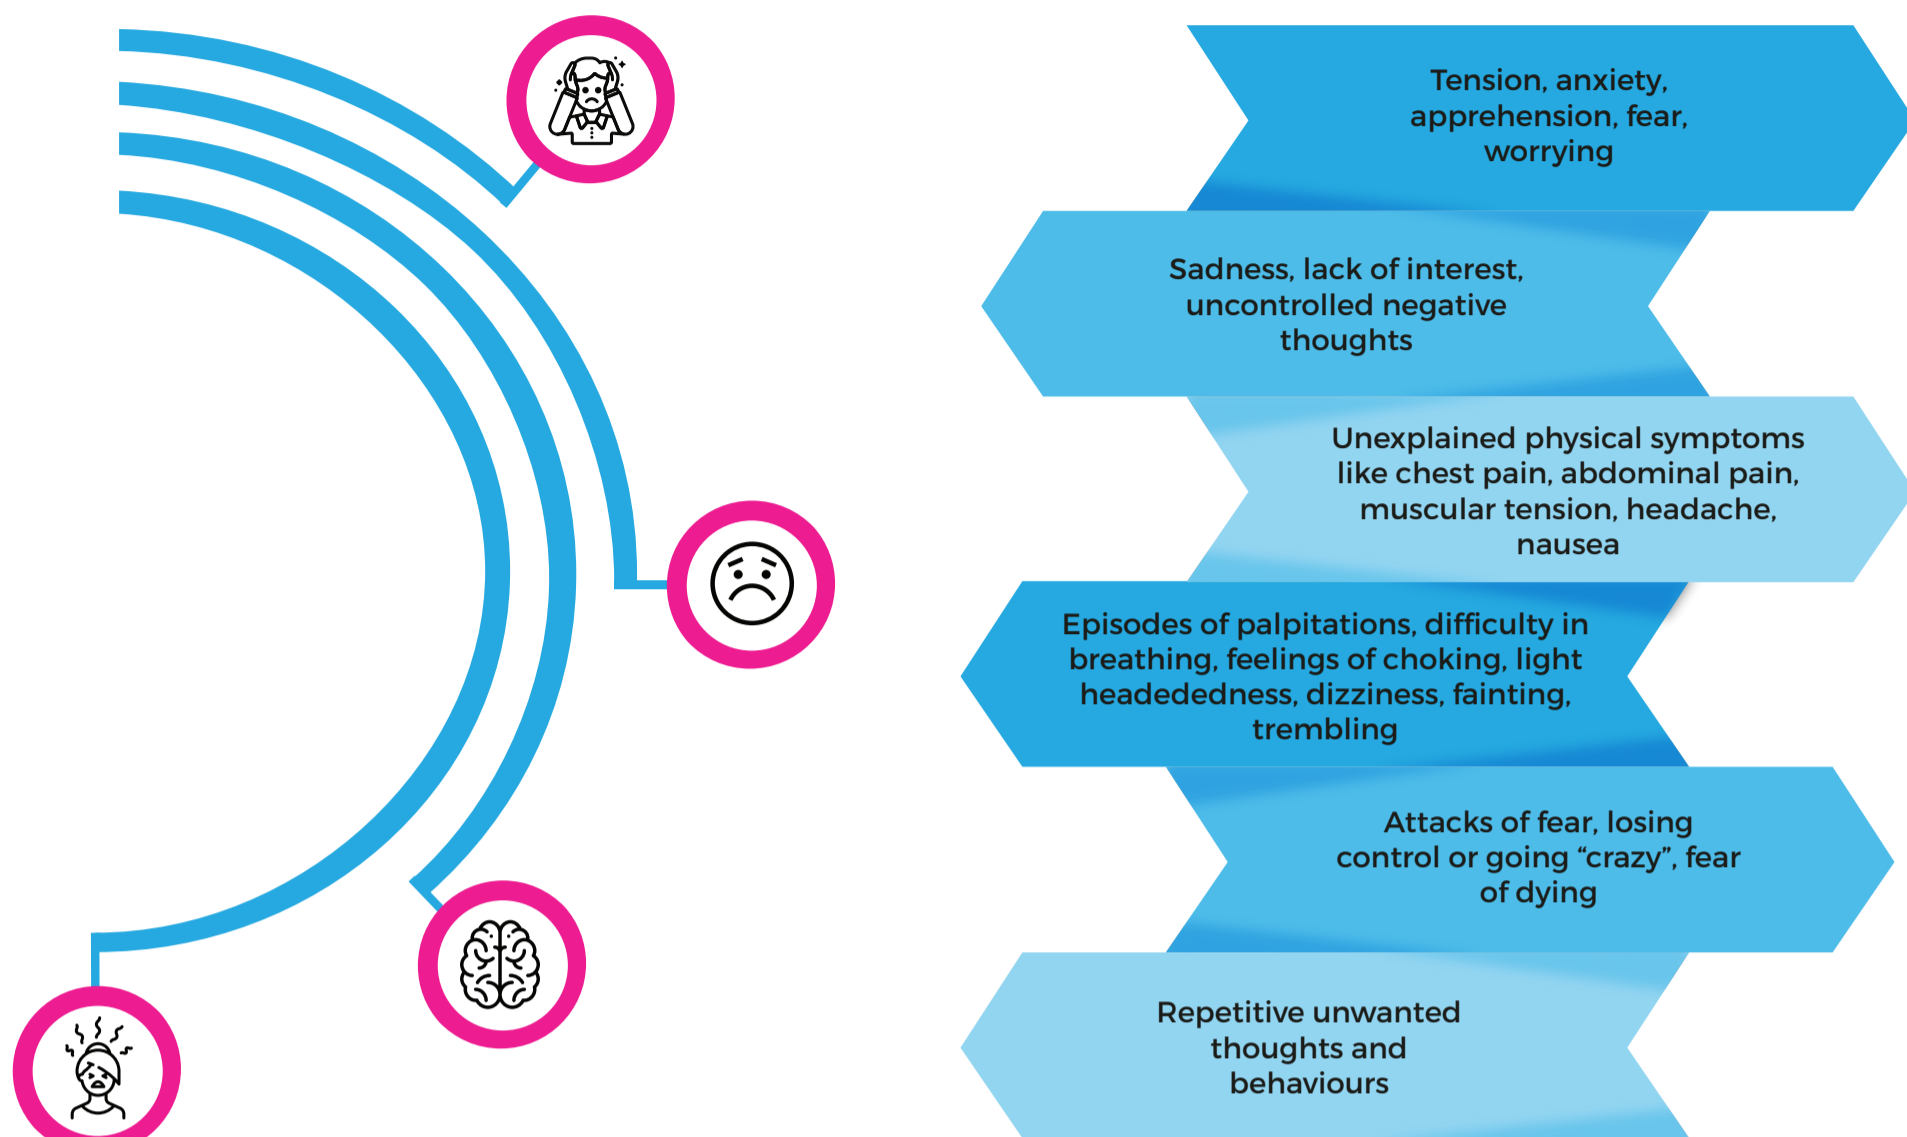 Tension, anxiety,
apprehension, fear,
worrying
Sadness, lack of interest,
uncontrolled negative
thoughts
Unexplained physical symptoms
like chest pain, abdominal pain,
muscular tension, headache,
nausea
Episodes of palpitations, difficulty in
breathing, feelings of choking, light
headededness, dizziness, fainting,
trembling
Attacks of fear, losing
control or going “crazy”, fear
of dying
Repetitive unwanted
thoughts and
behaviours